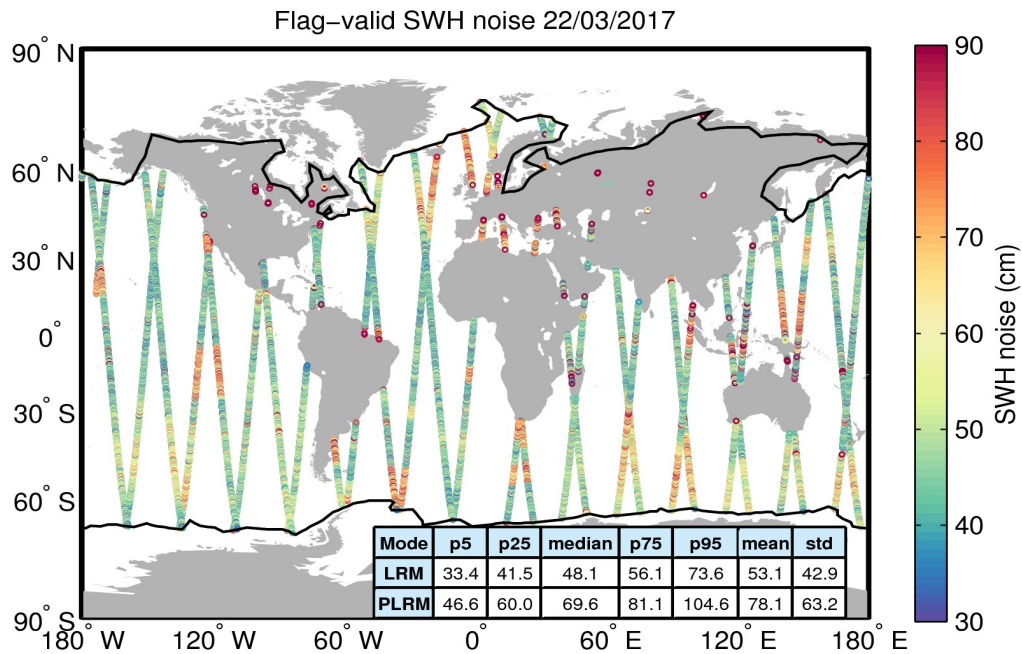 Flag−valid SWH noise 22/03/2017
90° N
60° N
30° N
0°
30° S
60° S
90° S
180° W
120° W
60° W
0°
60° E
120° E
180° E
Mode p5 p25 median p75 p95 mean std
LRM 33.4 41.5 48.1 56.1 73.6 53.1 42.9
PLRM 46.6 60.0 69.6 81.1 104.6 78.1 63.2
90
80
70
60
50
40
30
SWH noise (cm)